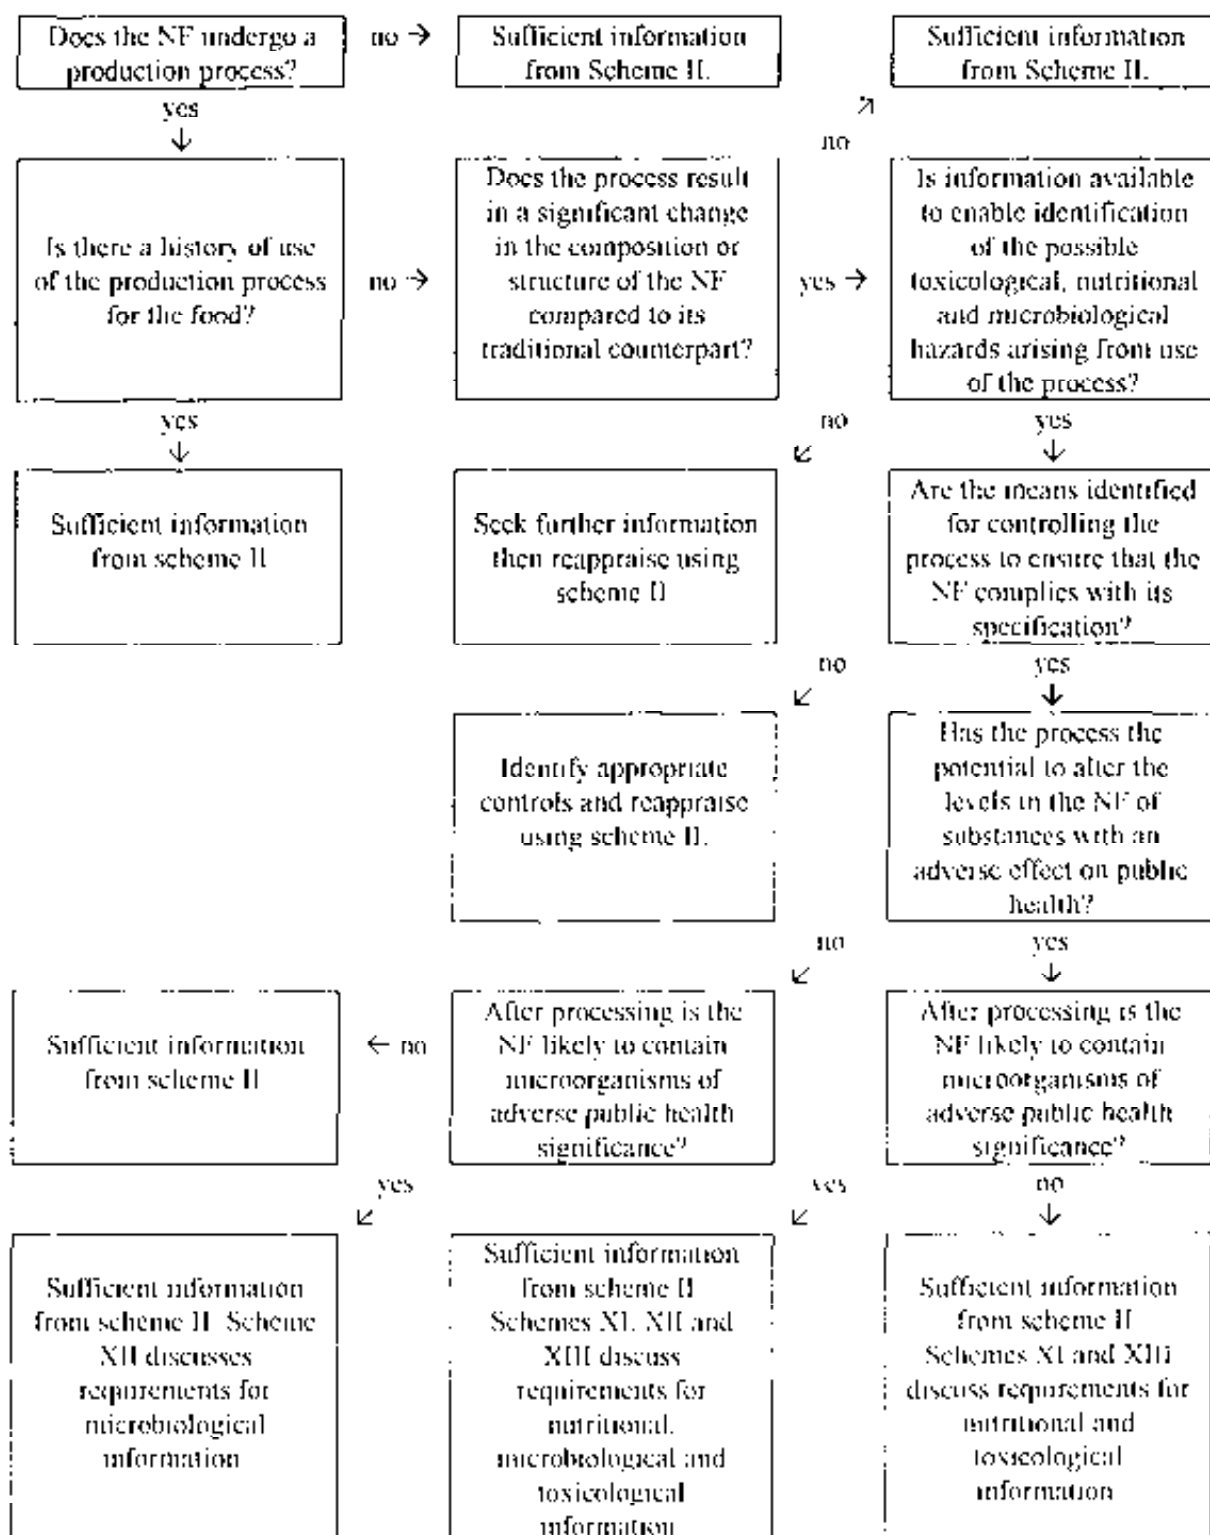 Does the NF undergo a
production process?
no →
Sufficient information
from Scheme II.
Sufficient information
from Scheme II.
yes
↓
↗
no
Is there a history of use
of the production process
for the food?
no →
Does the process result
in a significant change
in the composition or
structure of the NF
compared to its
traditional counterpart?
yes →
Is information available
to enable identification
of the possible
toxicological, nutritional
and microbiological
hazards arising from use
of the process?
yes
↓
no
↙
yes
↓
Sufficient information
from scheme II
Seek further information
then reappraise using
scheme II
Are the means identified
for controlling the
process to ensure that the
NF complies with its
specification?
no
↙
yes
↓
Identify appropriate
controls and reappraise
using scheme II.
Has the process the
potential to alter the
levels in the NF of
substances with an
adverse effect on public
health?
no
↙
yes
↓
Sufficient information
from scheme II
← no
After processing is the
NF likely to contain
microorganisms of
adverse public health
significance?
After processing is the
NF likely to contain
microorganisms of
adverse public health
significance?
yes
↙
yes
↙
no
↓
Sufficient information
from scheme II. Scheme
XII discusses
requirements for
microbiological
information
Sufficient information
from scheme II
Schemes XI, XII and
XIII discuss
requirements for
nutritional,
microbiological and
toxicological
information
Sufficient information
from scheme II
Schemes XI and XIII
discuss requirements for
nutritional and
toxicological
information